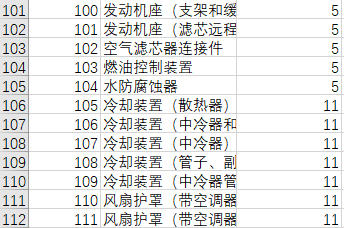 101 100 发动机座（支架和缓 5
102 101 发动机座（滤芯远程 5
103 102 空气滤芯器连接件 5
104 103 燃油控制装置 5
105 104 水防腐蚀器 5
106 105 冷却装置（散热器） 11
107 106 冷却装置（中冷器和 11
108 107 冷却装置（中冷器） 11
109 108 冷却装置（管子、副 11
110 109 冷却装置（中冷器管 11
111 110 风扇护罩（带空调器 11
112 111 风扇护罩（带空调器 11